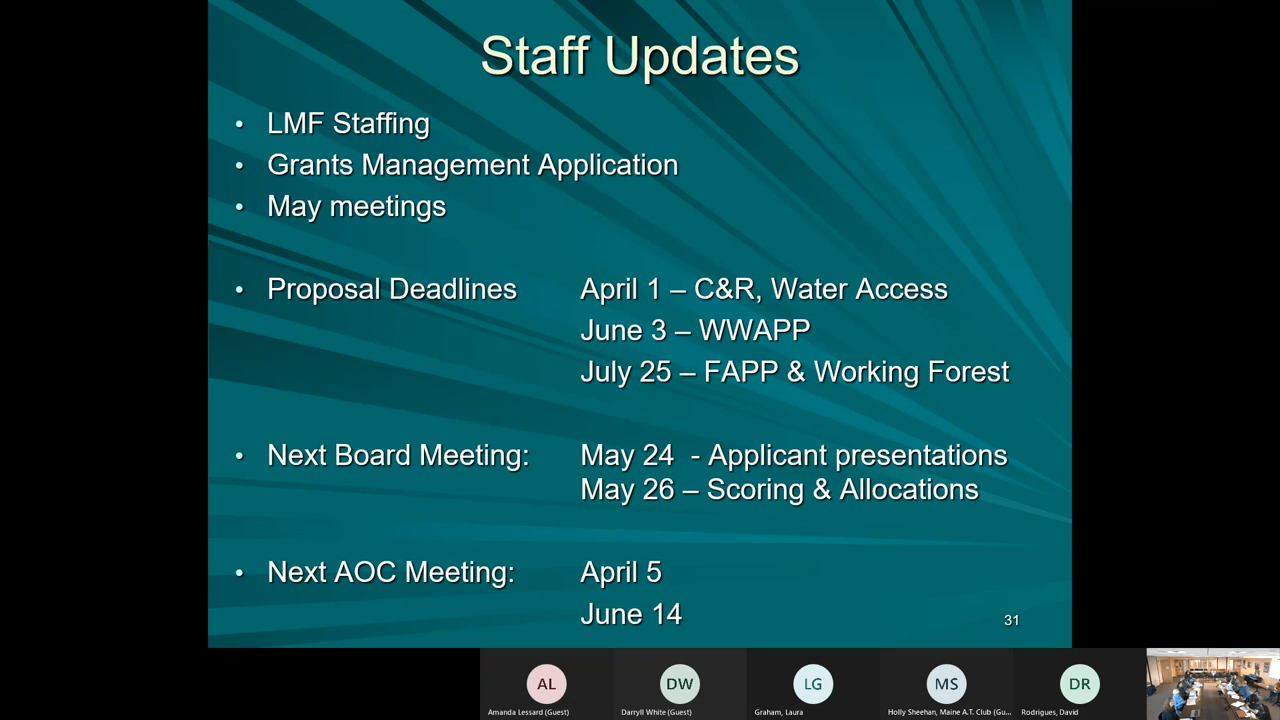 Staff Updates
• LMF Staffing
• Grants Management Application
• May meetings
• Proposal Deadlines April 1 – C&R, Water Access
June 3 – WWAPP
July 25 – FAPP & Working Forest
• Next Board Meeting: May 24 - Applicant presentations
May 26 – Scoring & Allocations
• Next AOC Meeting: April 5
June 14
31
AL DW LG MS DR
Amanda Lessard (Guest) Darryll White (Guest) Graham, Laura Holly Sheehan, Maine A.T. Club (Gu... Rodrigues, David